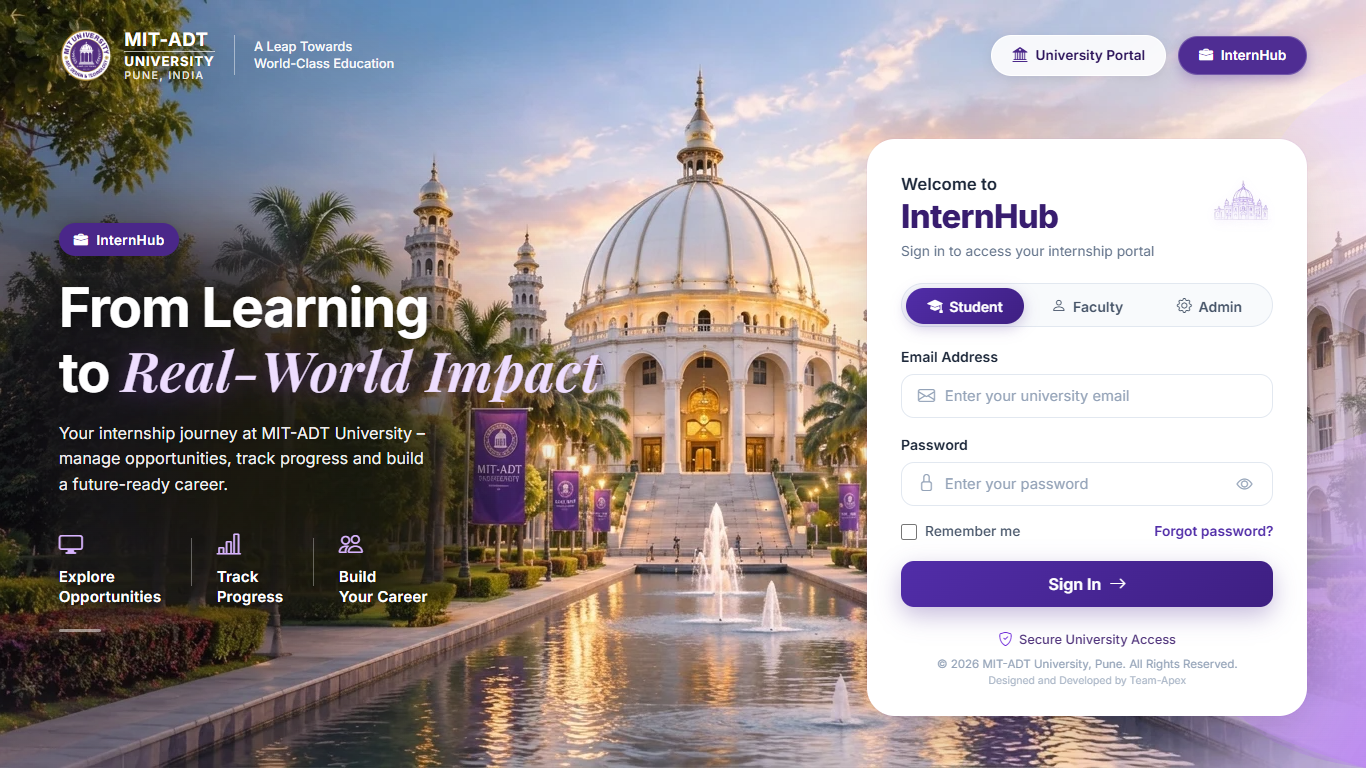 MIT-ADT
UNIVERSITY
PUNE, INDIA
A Leap Towards
World-Class Education
University Portal
InternHub
InternHub
From Learning
to Real-World Impact
Your internship journey at MIT-ADT University –
manage opportunities, track progress and build
a future-ready career.
Explore
Opportunities
Track
Progress
Build
Your Career
MIT-ADT
Welcome to
InternHub
Sign in to access your internship portal
Student
Faculty
Admin
Email Address
Enter your university email
Password
Enter your password
Remember me
Forgot password?
Sign In
Secure University Access
© 2026 MIT-ADT University, Pune. All Rights Reserved.
Designed and Developed by Team-Apex